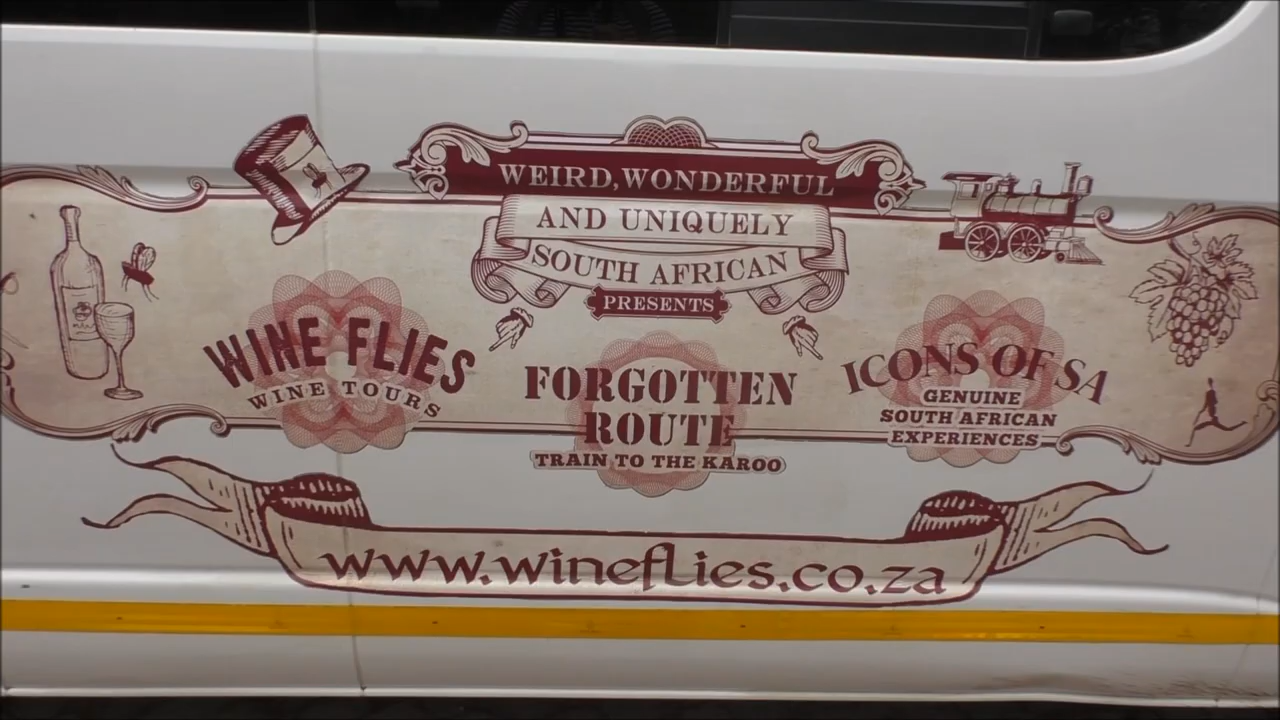 WEIRD, WONDERFUL
AND UNIQUELY
SOUTH AFRICAN
PRESENTS
WINE FLIES
WINE TOURS
FORGOTTEN
ROUTE
TRAIN TO THE KAROO
ICONS OF SA
GENUINE
SOUTH AFRICAN
EXPERIENCES
www.wineflies.co.za